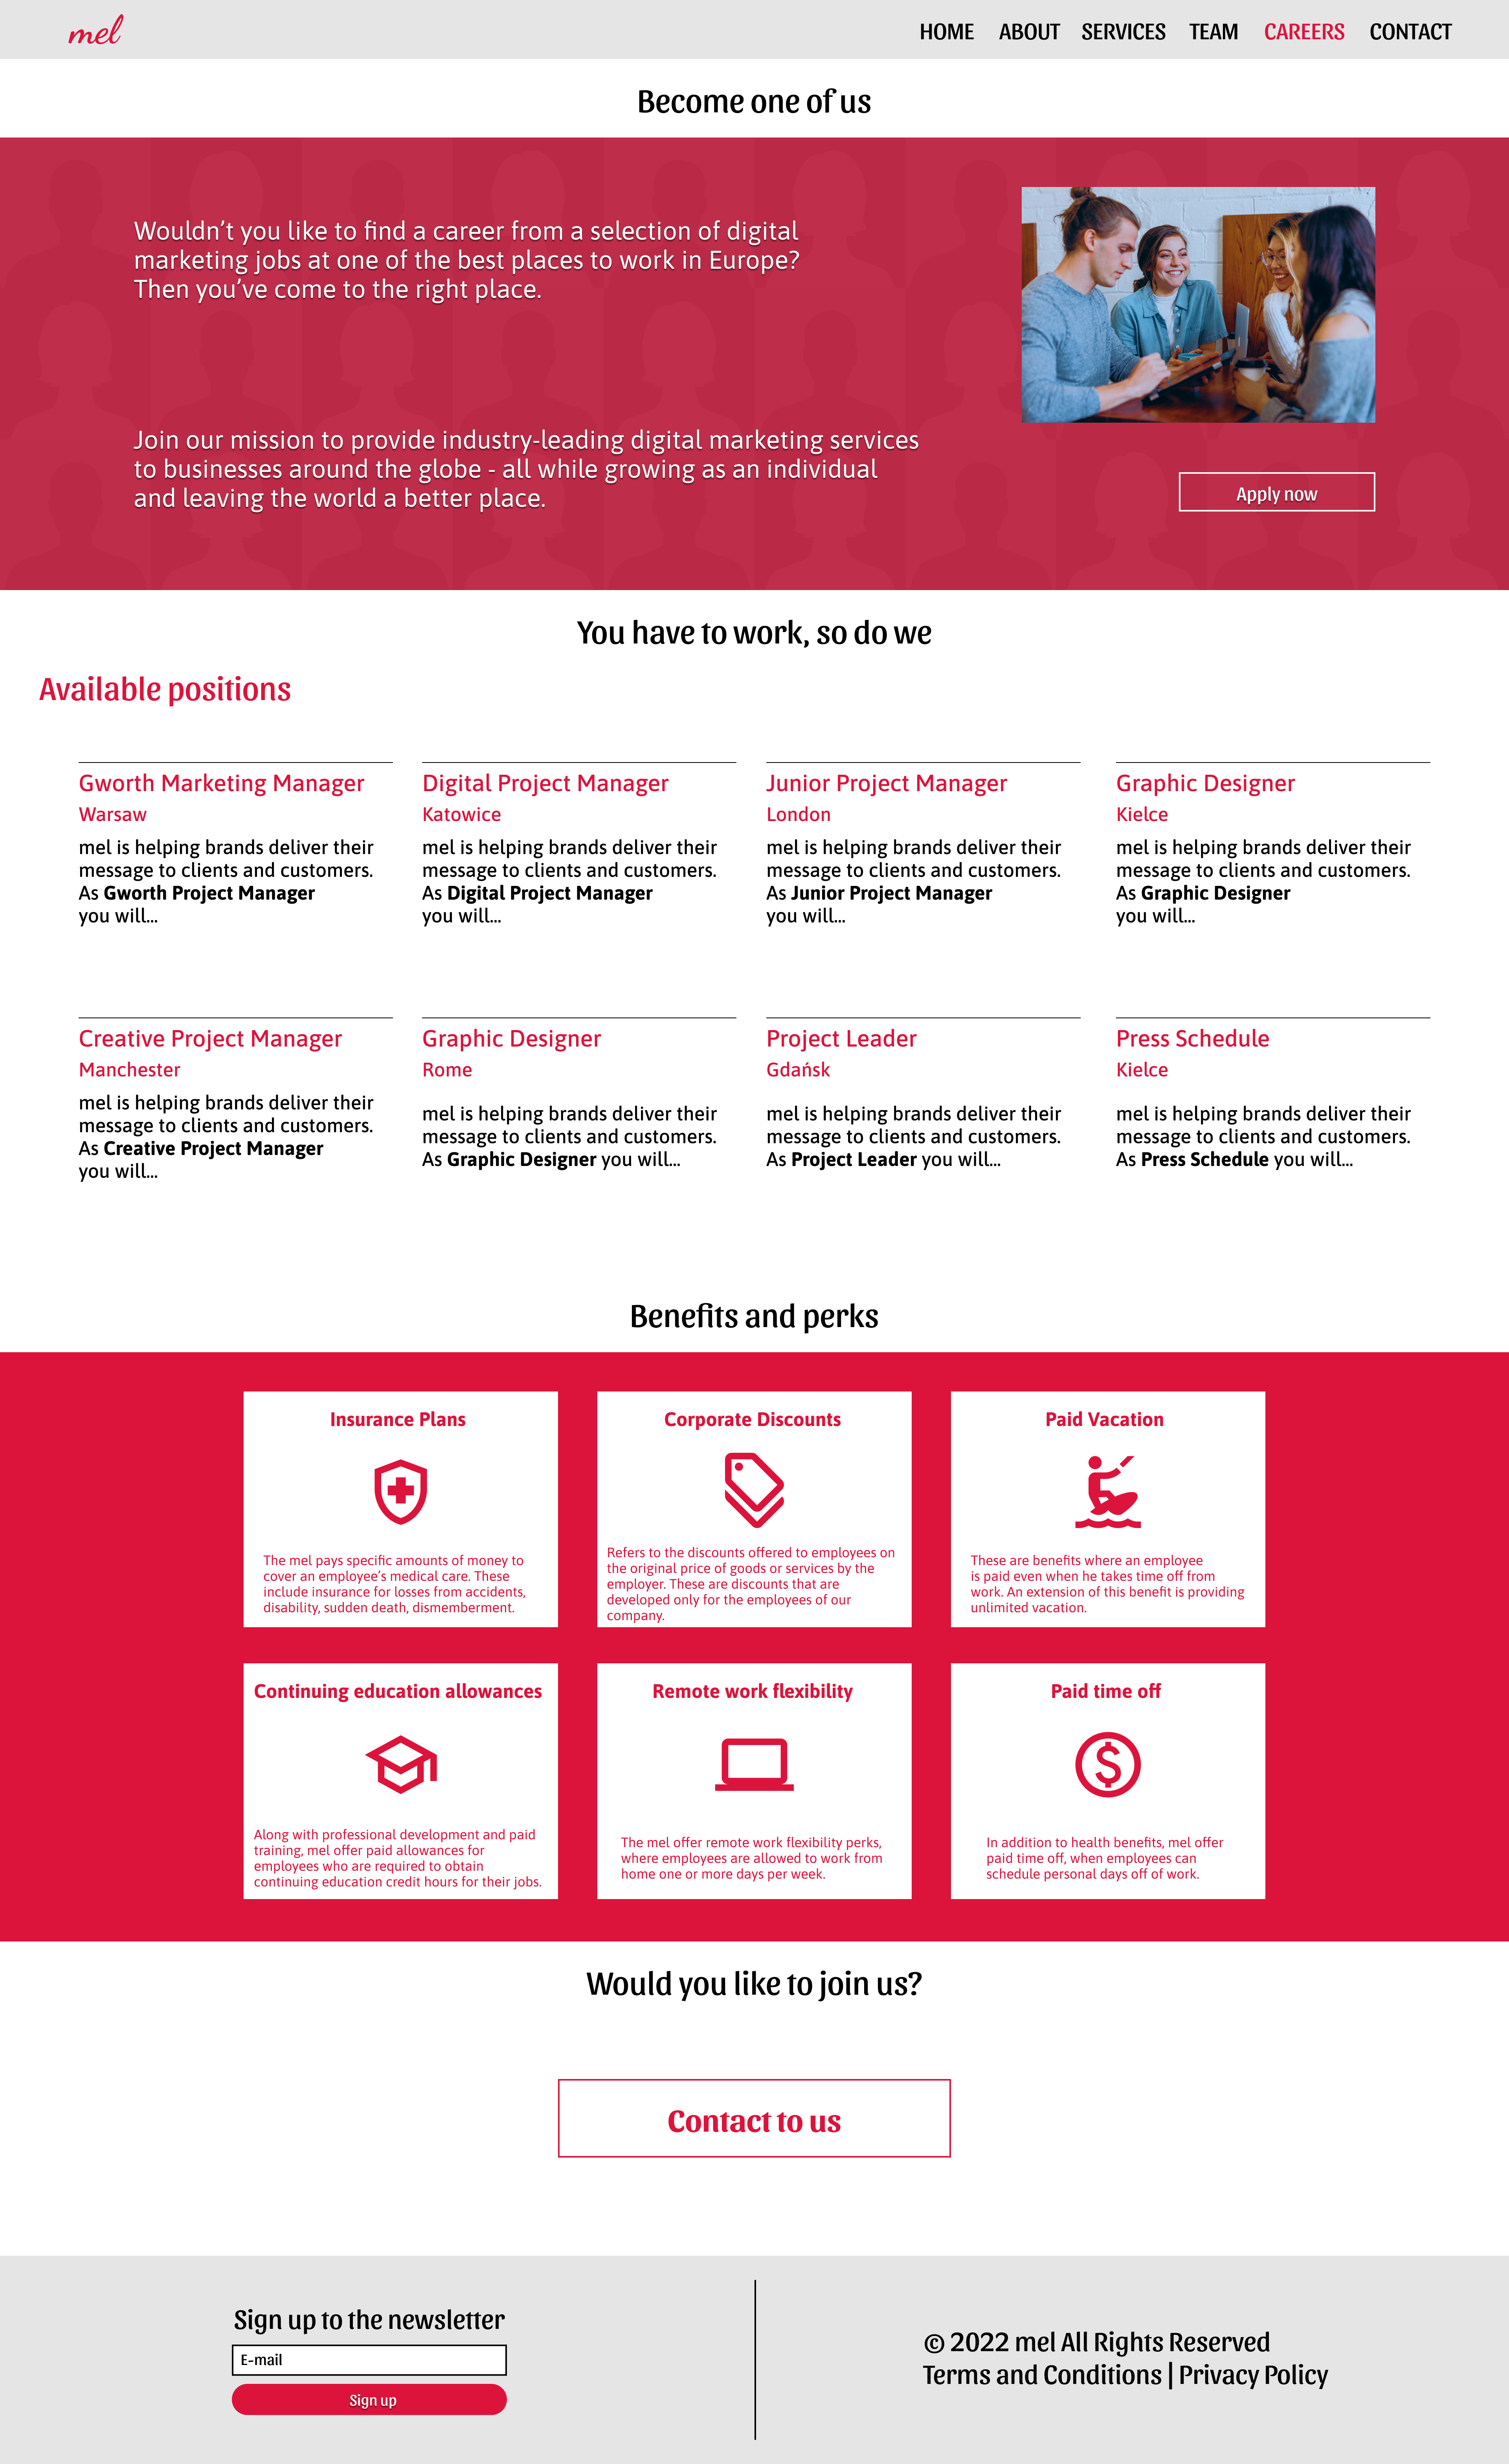 mel
HOME ABOUT SERVICES TEAM CAREERS CONTACT
Become one of us
Wouldn’t you like to find a career from a selection of digital
marketing jobs at one of the best places to work in Europe?
Then you’ve come to the right place.
Join our mission to provide industry-leading digital marketing services
to businesses around the globe - all while growing as an individual
and leaving the world a better place.
Apply now
You have to work, so do we
Available positions
Gworth Marketing Manager
Warsaw
mel is helping brands deliver their
message to clients and customers.
As Gworth Project Manager
you will...
Digital Project Manager
Katowice
mel is helping brands deliver their
message to clients and customers.
As Digital Project Manager
you will...
Junior Project Manager
London
mel is helping brands deliver their
message to clients and customers.
As Junior Project Manager
you will...
Graphic Designer
Kielce
mel is helping brands deliver their
message to clients and customers.
As Graphic Designer
you will...
Creative Project Manager
Manchester
mel is helping brands deliver their
message to clients and customers.
As Creative Project Manager
you will...
Graphic Designer
Rome
mel is helping brands deliver their
message to clients and customers.
As Graphic Designer you will...
Project Leader
Gdańsk
mel is helping brands deliver their
message to clients and customers.
As Project Leader you will...
Press Schedule
Kielce
mel is helping brands deliver their
message to clients and customers.
As Press Schedule you will...
Benefits and perks
Insurance Plans
The mel pays specific amounts of money to
cover an employee’s medical care. These
include insurance for losses from accidents,
disability, sudden death, dismemberment.
Corporate Discounts
Refers to the discounts offered to employees on
the original price of goods or services by the
employer. These are discounts that are
developed only for the employees of our
company.
Paid Vacation
These are benefits where an employee
is paid even when he takes time off from
work. An extension of this benefit is providing
unlimited vacation.
Continuing education allowances
Along with professional development and paid
training, mel offer paid allowances for
employees who are required to obtain
continuing education credit hours for their jobs.
Remote work flexibility
The mel offer remote work flexibility perks,
where employees are allowed to work from
home one or more days per week.
Paid time off
In addition to health benefits, mel offer
paid time off, when employees can
schedule personal days off of work.
Would you like to join us?
Contact to us
Sign up to the newsletter
E-mail
Sign up
© 2022 mel All Rights Reserved
Terms and Conditions | Privacy Policy